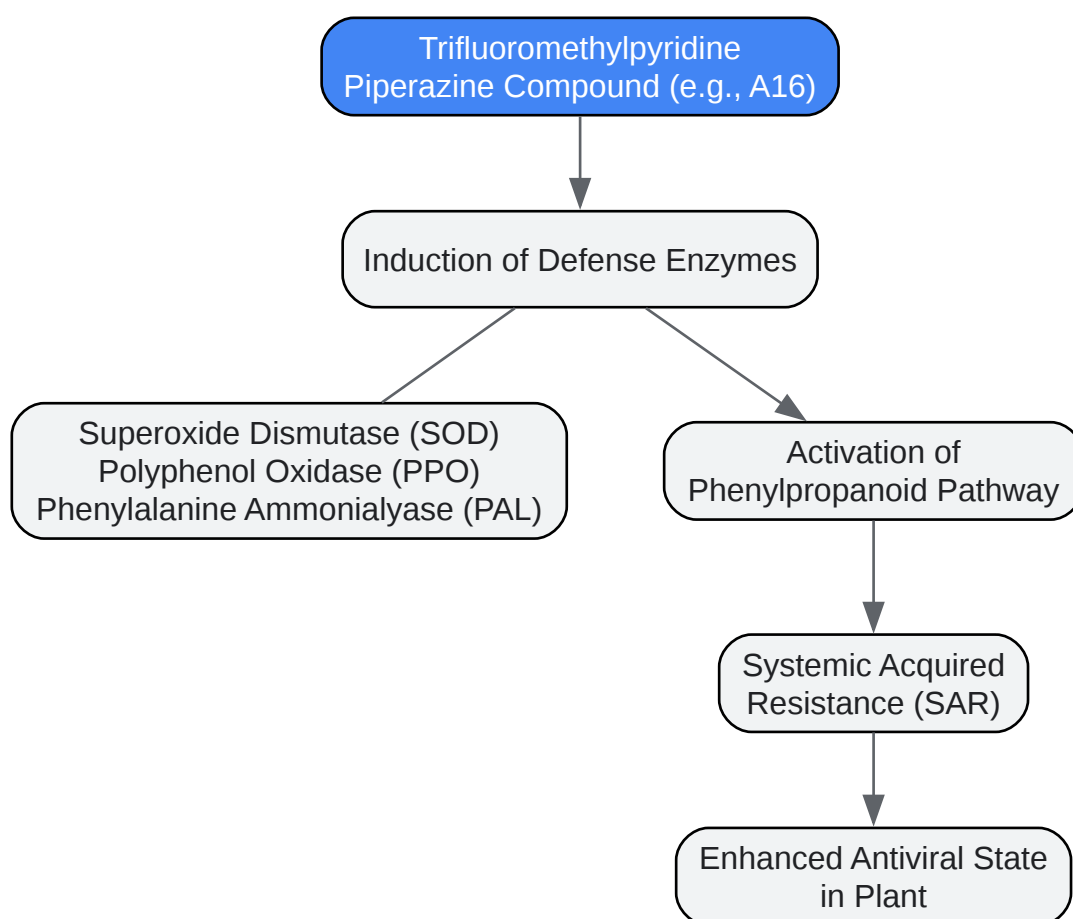 Trifluoromethylpyridine
Piperazine Compound (e.g., A16)
Induction of Defense Enzymes
Superoxide Dismutase (SOD)
Polyphenol Oxidase (PPO)
Phenylalanine Ammonialyase (PAL)
Activation of
Phenylpropanoid Pathway
Systemic Acquired
Resistance (SAR)
Enhanced Antiviral State
in Plant